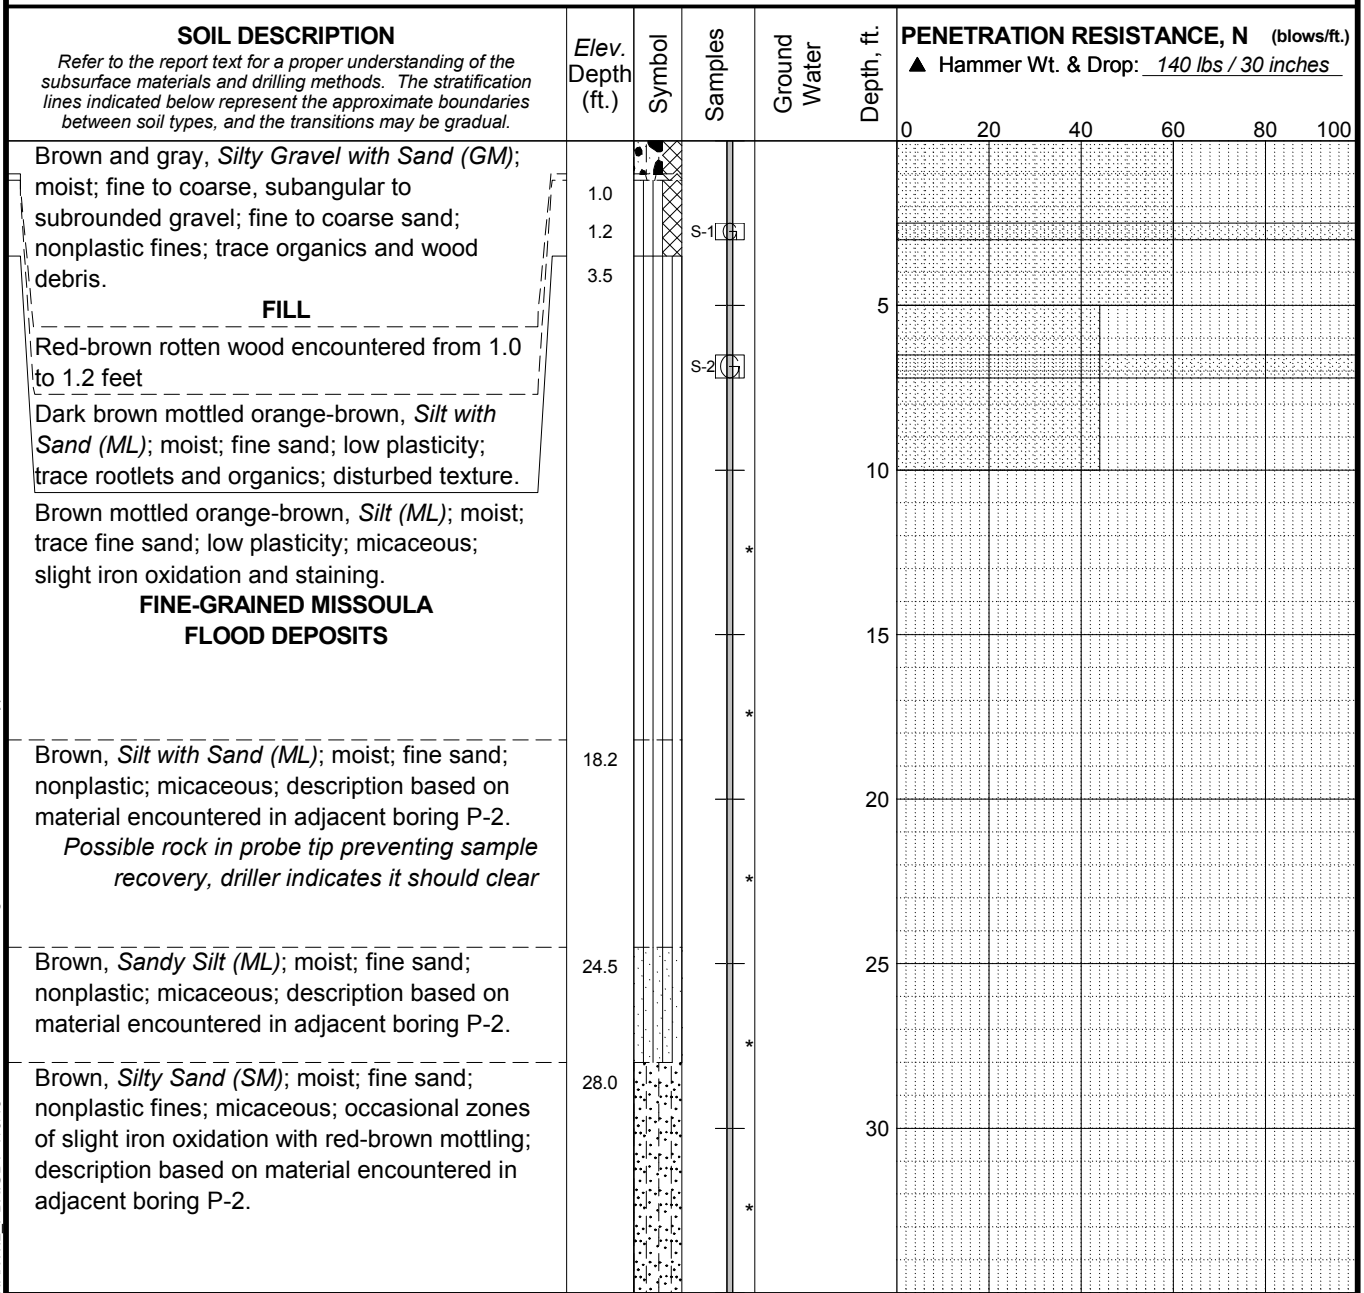 SOIL DESCRIPTION
Refer to the report text for a proper understanding of the
subsurface materials and drilling methods. The stratification
lines indicated below represent the approximate boundaries
between soil types, and the transitions may be gradual.
Elev.
Depth
(ft.)
Symbol
Samples
Ground
Water
Depth, ft.
PENETRATION RESISTANCE, N (blows/ft.)
▲ Hammer Wt. & Drop: 140 lbs / 30 inches
0 20 40 60 80 100
Brown and gray, Silty Gravel with Sand (GM);
moist; fine to coarse, subangular to
subrounded gravel; fine to coarse sand;
nonplastic fines; trace organics and wood
debris.
FILL
Red-brown rotten wood encountered from 1.0
to 1.2 feet
Dark brown mottled orange-brown, Silt with
Sand (ML); moist; fine sand; low plasticity;
trace rootlets and organics; disturbed texture.
Brown mottled orange-brown, Silt (ML); moist;
trace fine sand; low plasticity; micaceous;
slight iron oxidation and staining.
FINE-GRAINED MISSOULA
FLOOD DEPOSITS
Brown, Silt with Sand (ML); moist; fine sand;
nonplastic; micaceous; description based on
material encountered in adjacent boring P-2.
Possible rock in probe tip preventing sample
recovery, driller indicates it should clear
Brown, Sandy Silt (ML); moist; fine sand;
nonplastic; micaceous; description based on
material encountered in adjacent boring P-2.
Brown, Silty Sand (SM); moist; fine sand;
nonplastic fines; micaceous; occasional zones
of slight iron oxidation with red-brown mottling;
description based on material encountered in
adjacent boring P-2.
1.0
1.2
3.5
18.2
24.5
28.0
S-1 G
S-2 G
*
*
*
*
*
5
10
15
20
25
30